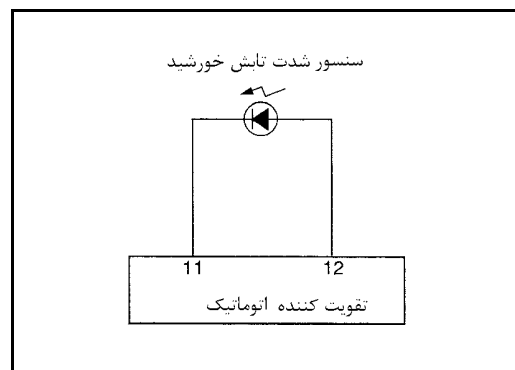 سنسور شدت تابش خورشید
11 12
تقویت کننده اتوماتیک